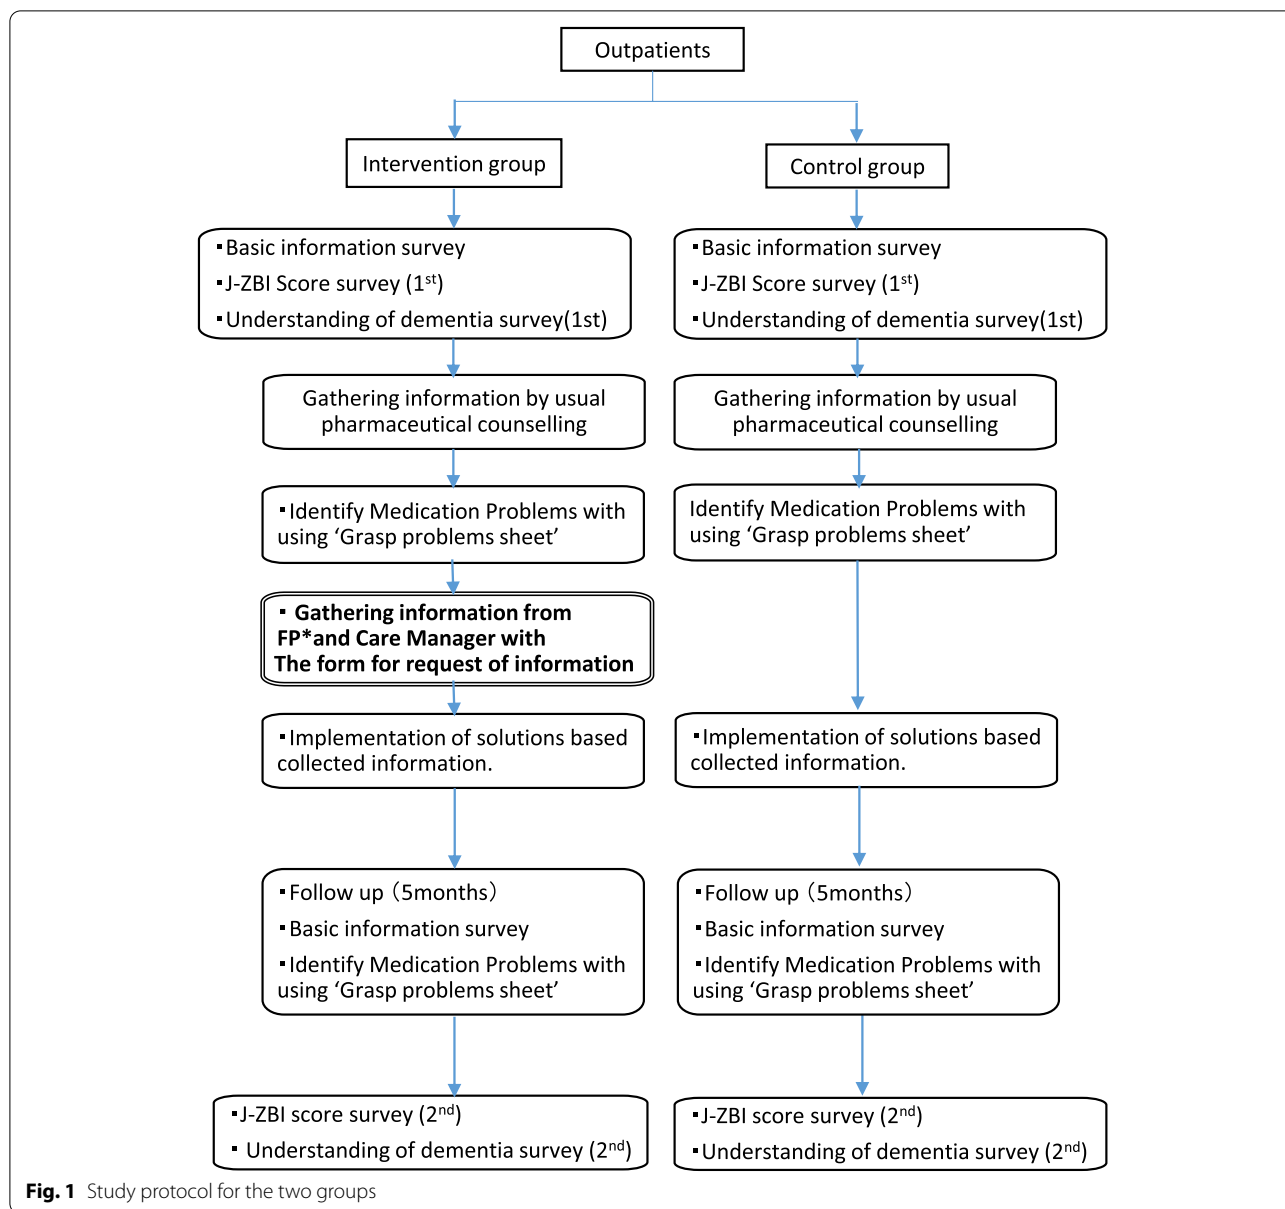 Outpatients
Intervention group
Control group
▪Basic information survey
▪J-ZBI Score survey (1st)
▪Understanding of dementia survey(1st)
▪Basic information survey
▪J-ZBI Score survey (1st)
▪Understanding of dementia survey(1st)
Gathering information by usual
pharmaceutical counselling
Gathering information by usual
pharmaceutical counselling
▪Identify Medication Problems with
using ‘Grasp problems sheet’
Identify Medication Problems with
using ‘Grasp problems sheet’
▪ Gathering information from
FP*and Care Manager with
The form for request of information
▪Implementation of solutions based
collected information.
▪Implementation of solutions based
collected information.
▪Follow up（5months）
▪Basic information survey
▪Identify Medication Problems with
using ‘Grasp problems sheet’
▪Follow up（5months）
▪Basic information survey
▪Identify Medication Problems with
using ‘Grasp problems sheet’
▪J-ZBI score survey (2nd)
▪ Understanding of dementia survey (2nd)
▪J-ZBI score survey (2nd)
▪Understanding of dementia survey (2nd)
Fig. 1 Study protocol for the two groups